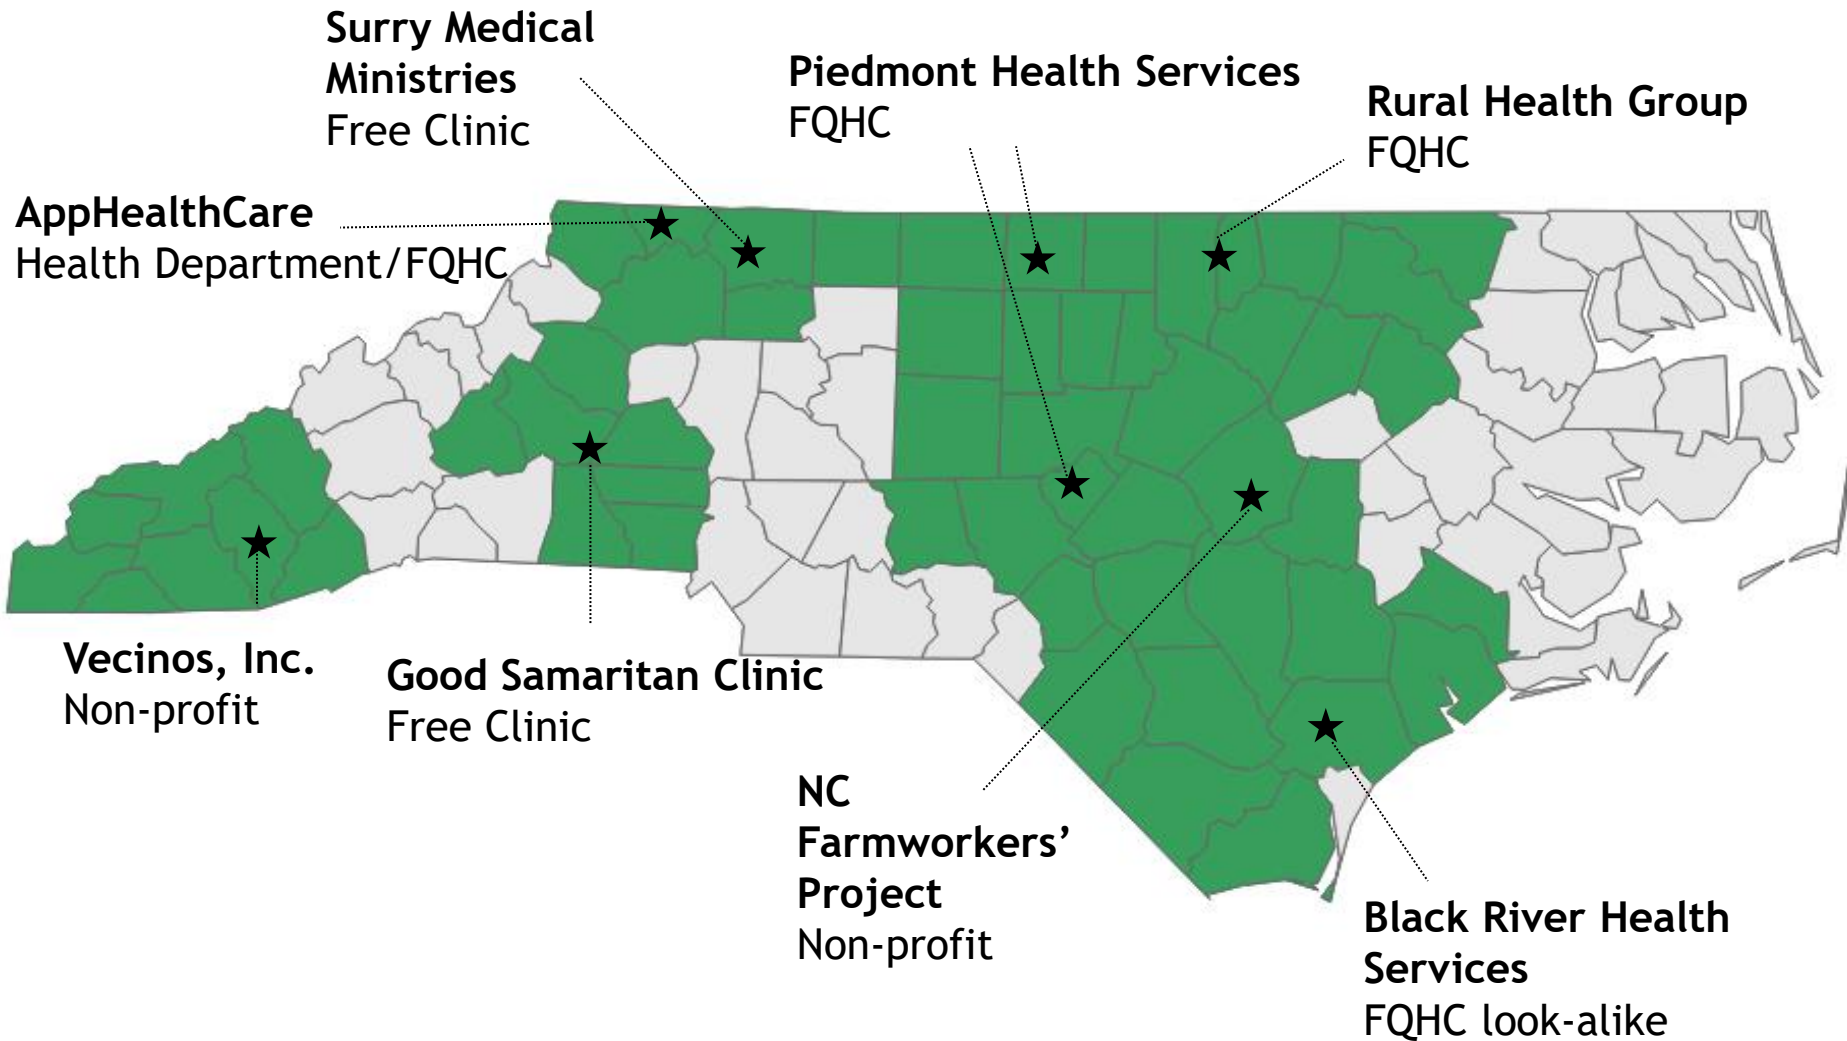 Surry Medical
Ministries
Free Clinic
Piedmont Health Services
FQHC
Rural Health Group
FQHC
AppHealthCare
Health Department/FQHC
Vecinos, Inc.
Non-profit
Good Samaritan Clinic
Free Clinic
NC
Farmworkers’
Project
Non-profit
Black River Health
Services
FQHC look-alike